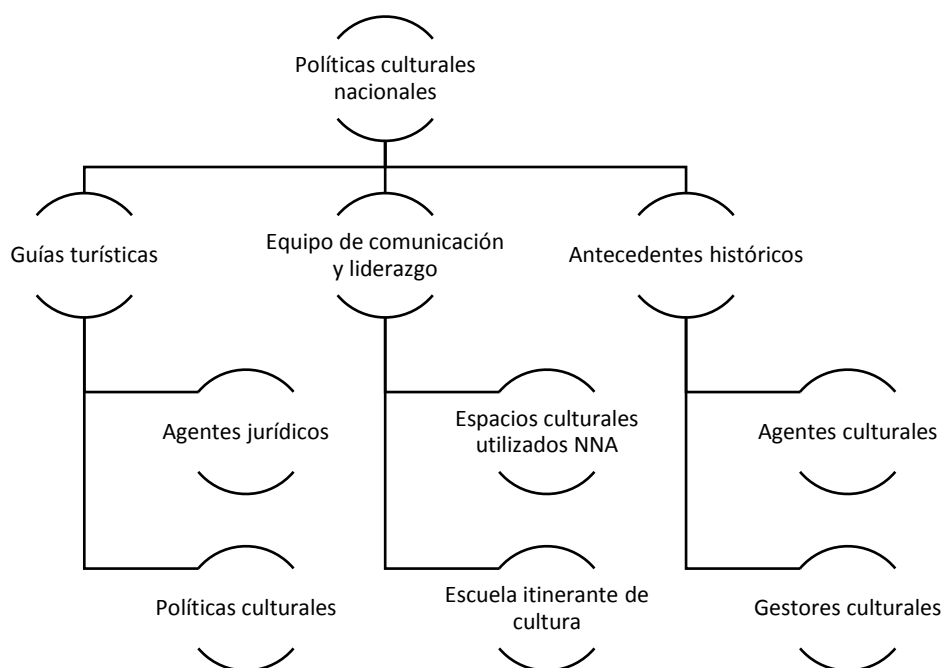 Políticas culturales
nacionales
Guías turísticas
Equipo de comunicación
y liderazgo
Antecedentes históricos
Agentes jurídicos
Espacios culturales
utilizados NNA
Agentes culturales
Políticas culturales
Escuela itinerante de
cultura
Gestores culturales